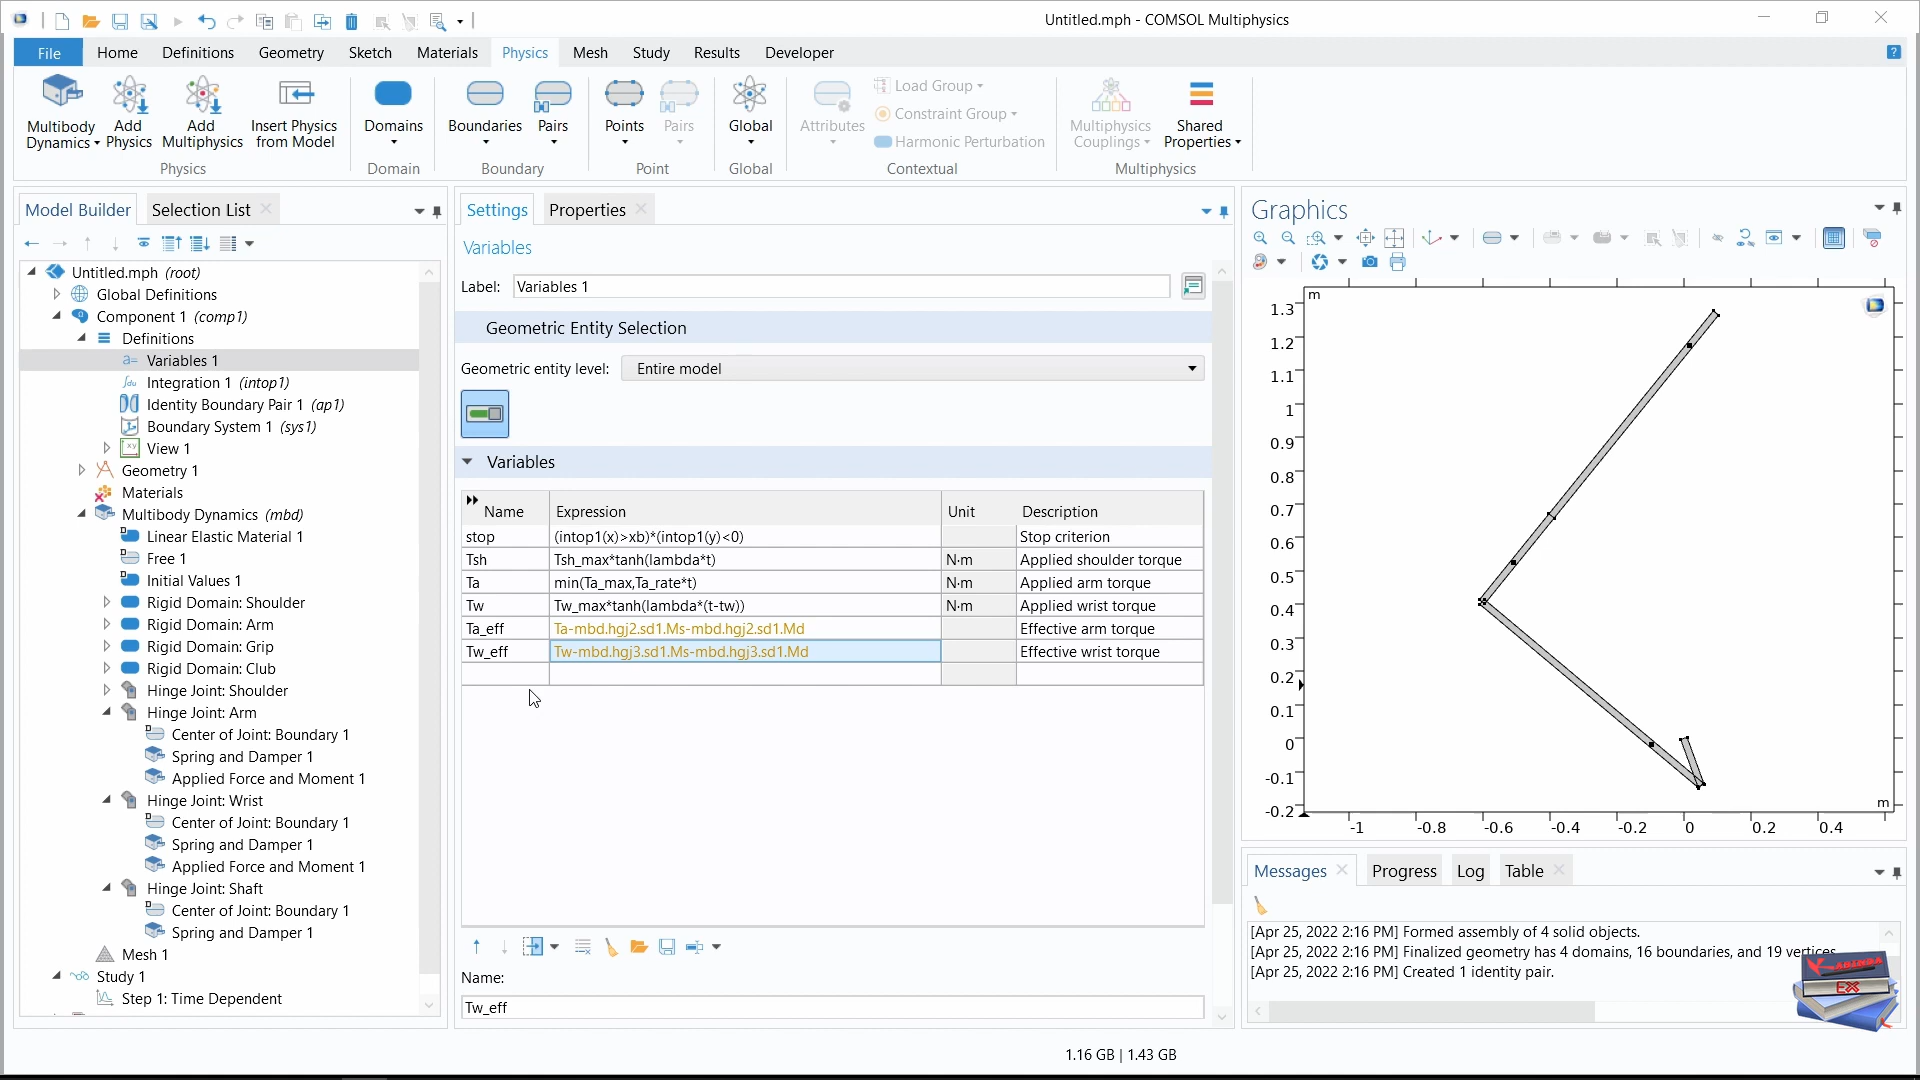 Untitled.mph - COMSOL Multiphysics
File Home Definitions Geometry Sketch Materials Physics Mesh Study Results Developer
Multibody Dynamics
Add Physics
Add Multiphysics
Insert Physics from Model
Physics
Domains
Domain
Boundaries
Pairs
Boundary
Points
Pairs
Point
Global
Global
Attributes
Load Group
Constraint Group
Harmonic Perturbation
Contextual
Multiphysics Couplings
Shared Properties
Multiphysics
Model Builder Selection List
Untitled.mph (root)
Global Definitions
Component 1 (comp1)
Definitions
a= Variables 1
Integration 1 (intop1)
Identity Boundary Pair 1 (ap1)
Boundary System 1 (sys1)
xy View 1
Geometry 1
Materials
Multibody Dynamics (mbd)
Linear Elastic Material 1
Free 1
Initial Values 1
Rigid Domain: Shoulder
Rigid Domain: Arm
Rigid Domain: Grip
Rigid Domain: Club
Hinge Joint: Shoulder
Hinge Joint: Arm
Center of Joint: Boundary 1
Spring and Damper 1
Applied Force and Moment 1
Hinge Joint: Wrist
Center of Joint: Boundary 1
Spring and Damper 1
Applied Force and Moment 1
Hinge Joint: Shaft
Center of Joint: Boundary 1
Spring and Damper 1
Mesh 1
Study 1
Step 1: Time Dependent
Settings Properties
Variables
Label: Variables 1
Geometric Entity Selection
Geometric entity level: Entire model
Variables
Name Expression Unit Description
stop (intop1(x)>xb)*(intop1(y)<0) Stop criterion
Tsh Tsh_max*tanh(lambda*t) N·m Applied shoulder torque
Ta min(Ta_max,Ta_rate*t) N·m Applied arm torque
Tw Tw_max*tanh(lambda*(t-tw)) N·m Applied wrist torque
Ta_eff Ta-mbd.hgj2.sd1.Ms-mbd.hgj2.sd1.Md Effective arm torque
Tw_eff Tw-mbd.hgj3.sd1.Ms-mbd.hgj3.sd1.Md Effective wrist torque
Name:
Tw_eff
Graphics
m
1.3
1.2
1.1
1
0.9
0.8
0.7
0.6
0.5
0.4
0.3
0.2
0.1
0
-0.1
-0.2
m
-1 -0.8 -0.6 -0.4 -0.2 0 0.2 0.4
Messages Progress Log Table
[Apr 25, 2022 2:16 PM] Formed assembly of 4 solid objects.
[Apr 25, 2022 2:16 PM] Finalized geometry has 4 domains, 16 boundaries, and 19 vertices.
[Apr 25, 2022 2:16 PM] Created 1 identity pair.
EX
1.16 GB | 1.43 GB